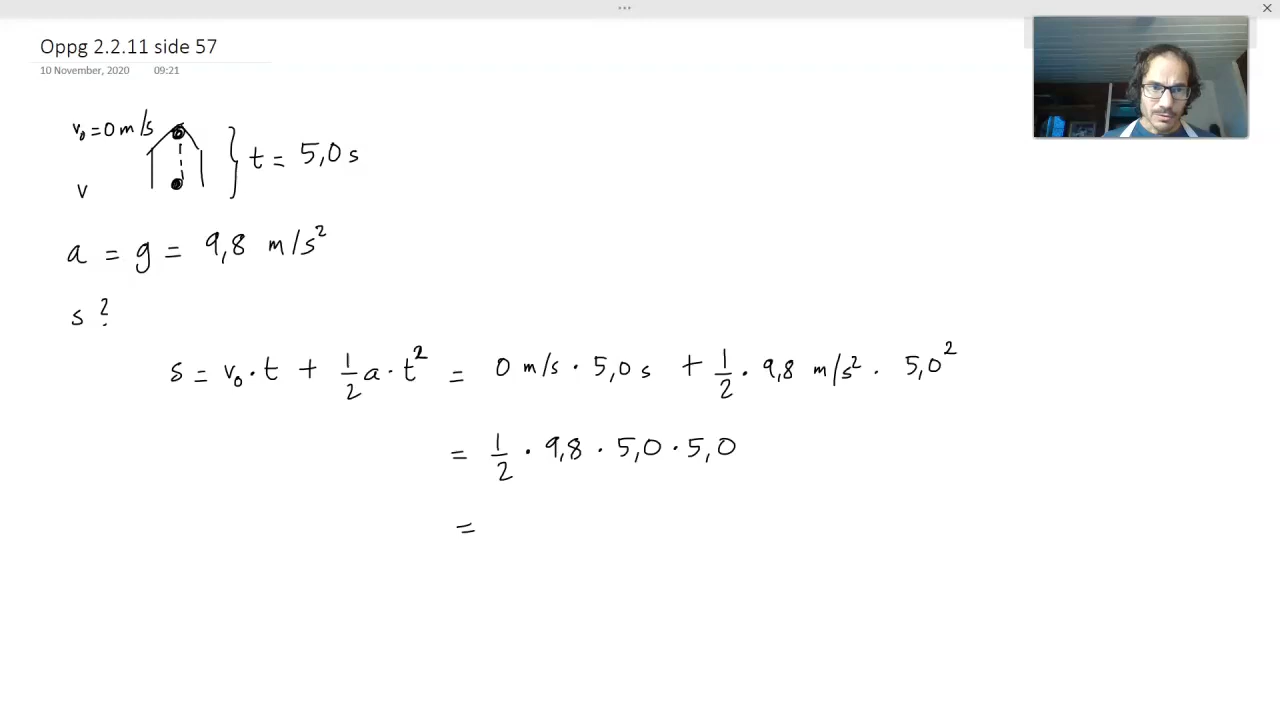 Oppg 2.2.11 side 57
10 November, 2020 09:21
v₀ = 0 m/s
t = 5,0 s
v
a = g = 9,8 m/s²
s ?
s = v₀ · t + 1/2 a · t² = 0 m/s · 5,0 s + 1/2 · 9,8 m/s² · 5,0²
= 1/2 · 9,8 · 5,0 · 5,0
=